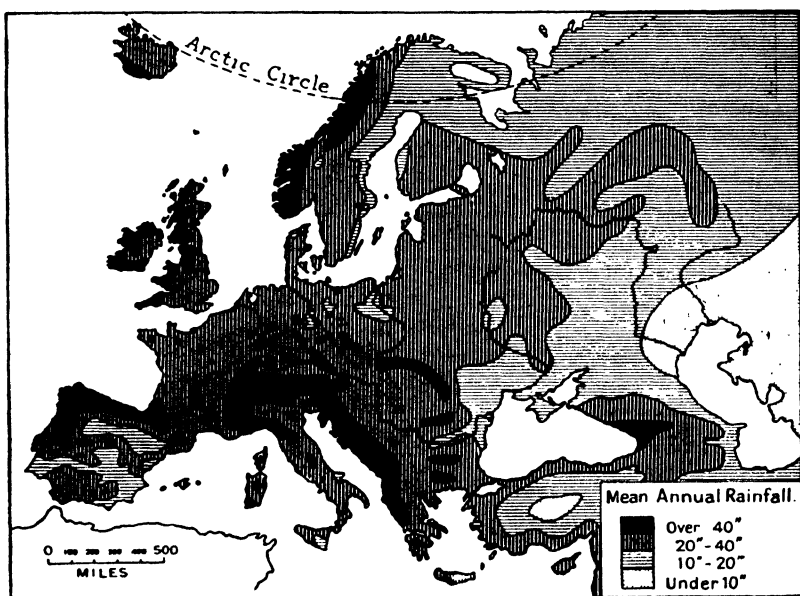 Arctic Circle
Mean Annual Rainfall.
Over 40"
20"-40"
10"-20"
Under 10"
0 100 200 300 400 500
MILES